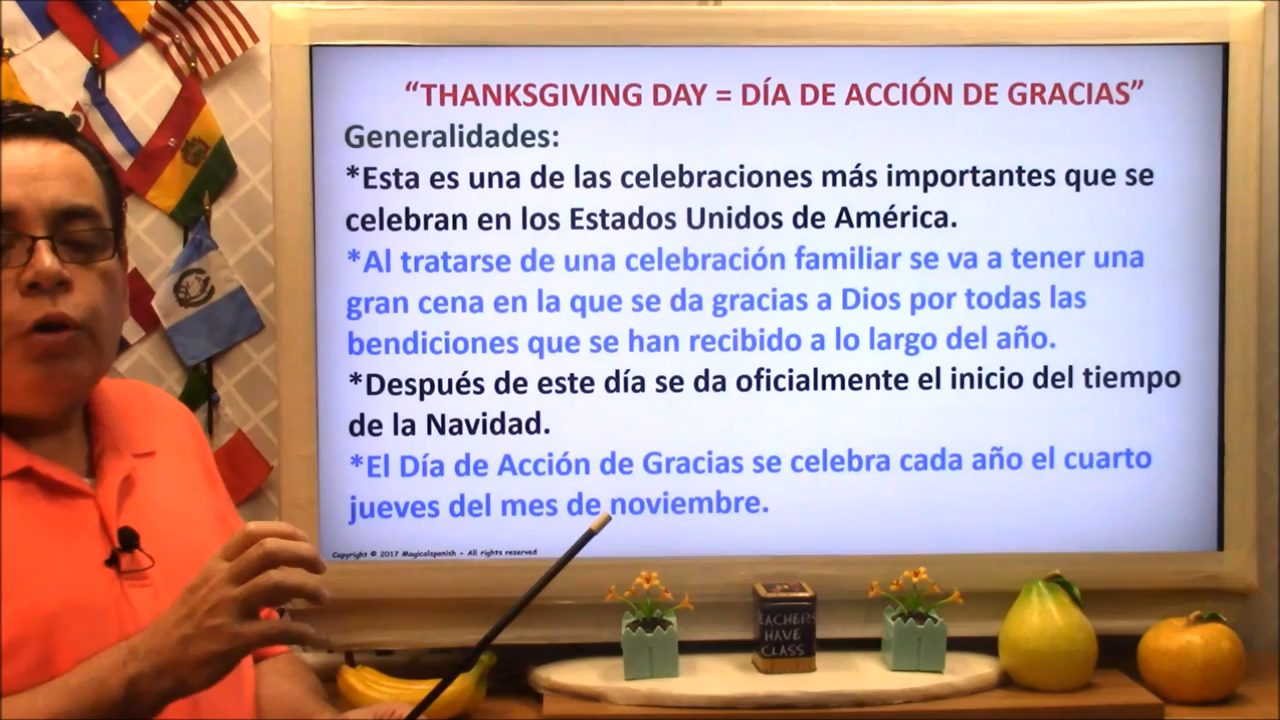 “THANKSGIVING DAY = DÍA DE ACCIÓN DE GRACIAS”
Generalidades:
*Esta es una de las celebraciones más importantes que se
celebran en los Estados Unidos de América.
*Al tratarse de una celebración familiar se va a tener una
gran cena en la que se da gracias a Dios por todas las
bendiciones que se han recibido a lo largo del año.
*Después de este día se da oficialmente el inicio del tiempo
de la Navidad.
*El Día de Acción de Gracias se celebra cada año el cuarto
jueves del mes de noviembre.
Copyright © 2017 Magicalspanish - All rights reserved
EACHERS
HAVE
CLASS